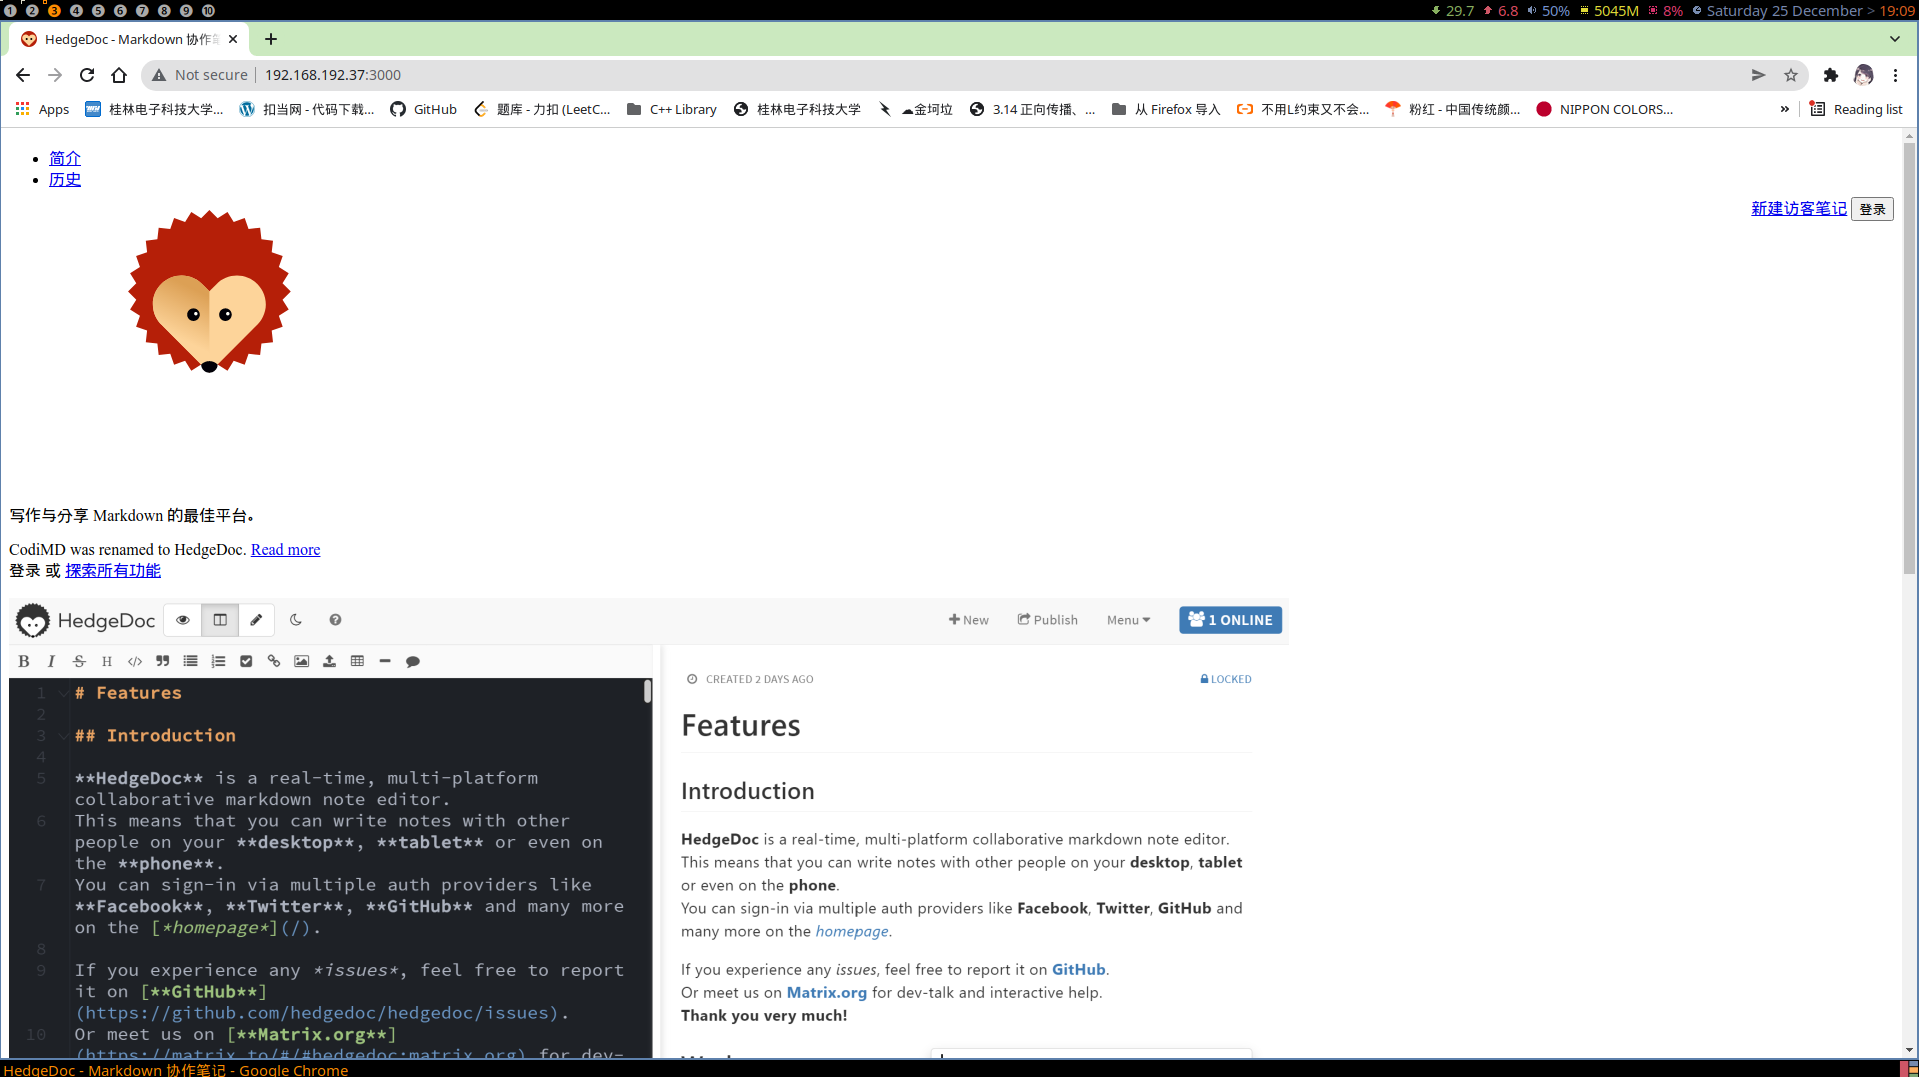 1 2 3 4 5 6 7 8 9 10
29.7 6.8 50% 5045M 8% Saturday 25 December > 19:09
HedgeDoc - Markdown 协作笔
Not secure | 192.168.192.37:3000
Apps 桂林电子科技大学... 扣当网 - 代码下载... GitHub 题库 - 力扣 (LeetC... C++ Library 桂林电子科技大学 ☁金坷垃 3.14 正向传播、... 从 Firefox 导入 不用L约束又不会... 粉红 - 中国传统颜... NIPPON COLORS... » Reading list
简介
历史
新建访客笔记 登录
写作与分享 Markdown 的最佳平台。
CodiMD was renamed to HedgeDoc. Read more
登录 或 探索所有功能
HedgeDoc New Publish Menu 1 ONLINE
B I S H </>
1 # Features
2
3 ## Introduction
4
5 **HedgeDoc** is a real-time, multi-platform
collaborative markdown note editor.
6 This means that you can write notes with other
people on your **desktop**, **tablet** or even on
the **phone**.
7 You can sign-in via multiple auth providers like
**Facebook**, **Twitter**, **GitHub** and many more
on the [*homepage*](/).
8
9 If you experience any *issues*, feel free to report
it on [**GitHub**]
(https://github.com/hedgedoc/hedgedoc/issues).
10 Or meet us on [**Matrix.org**]
(https://matrix.to/#/#hedgedoc:matrix.org) for dev-
CREATED 2 DAYS AGO LOCKED
Features
Introduction
HedgeDoc is a real-time, multi-platform collaborative markdown note editor.
This means that you can write notes with other people on your desktop, tablet
or even on the phone.
You can sign-in via multiple auth providers like Facebook, Twitter, GitHub and
many more on the homepage.
If you experience any issues, feel free to report it on GitHub.
Or meet us on Matrix.org for dev-talk and interactive help.
Thank you very much!
HedgeDoc - Markdown 协作笔记 - Google Chrome